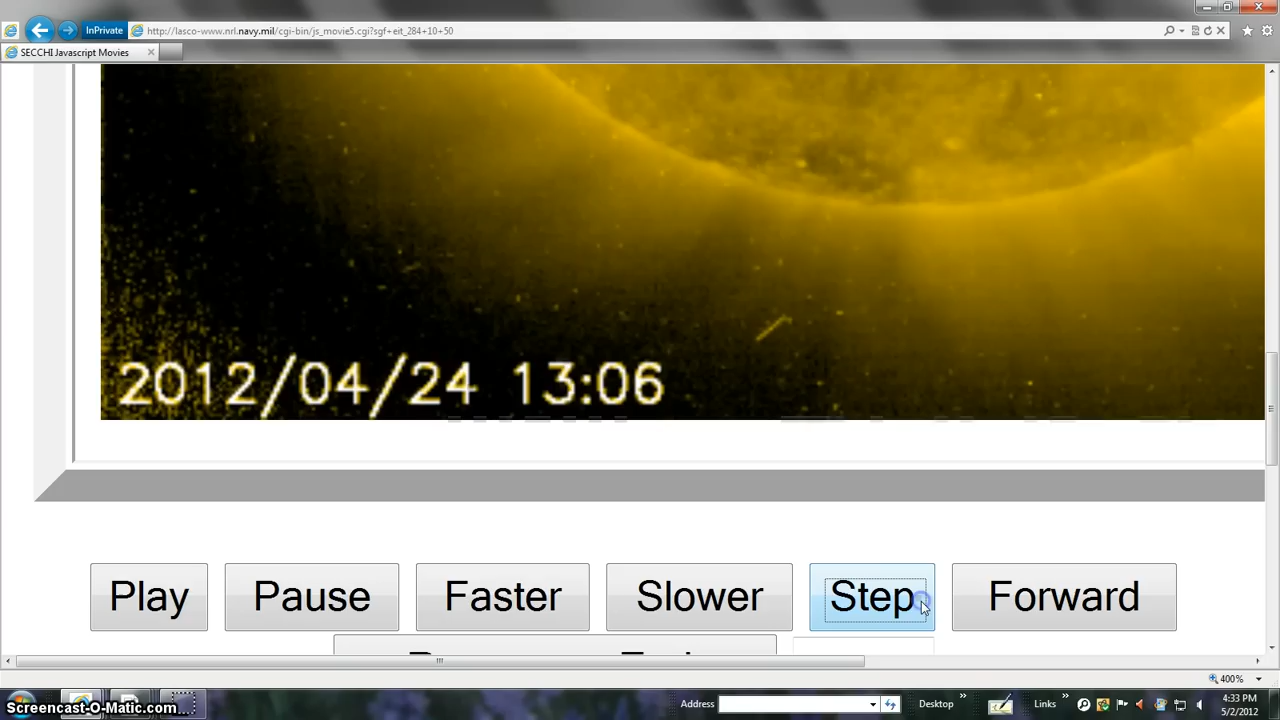 InPrivate
http://lasco-www.nrl.navy.mil/cgi-bin/js_movie5.cgi?sgf+eit_284+10+50
SECCHI Javascript Movies
2012/04/24 13:06
Play Pause Faster Slower Step Forward
400%
Screencast-O-Matic.com
Address
Desktop
Links
4:33 PM
5/2/2012